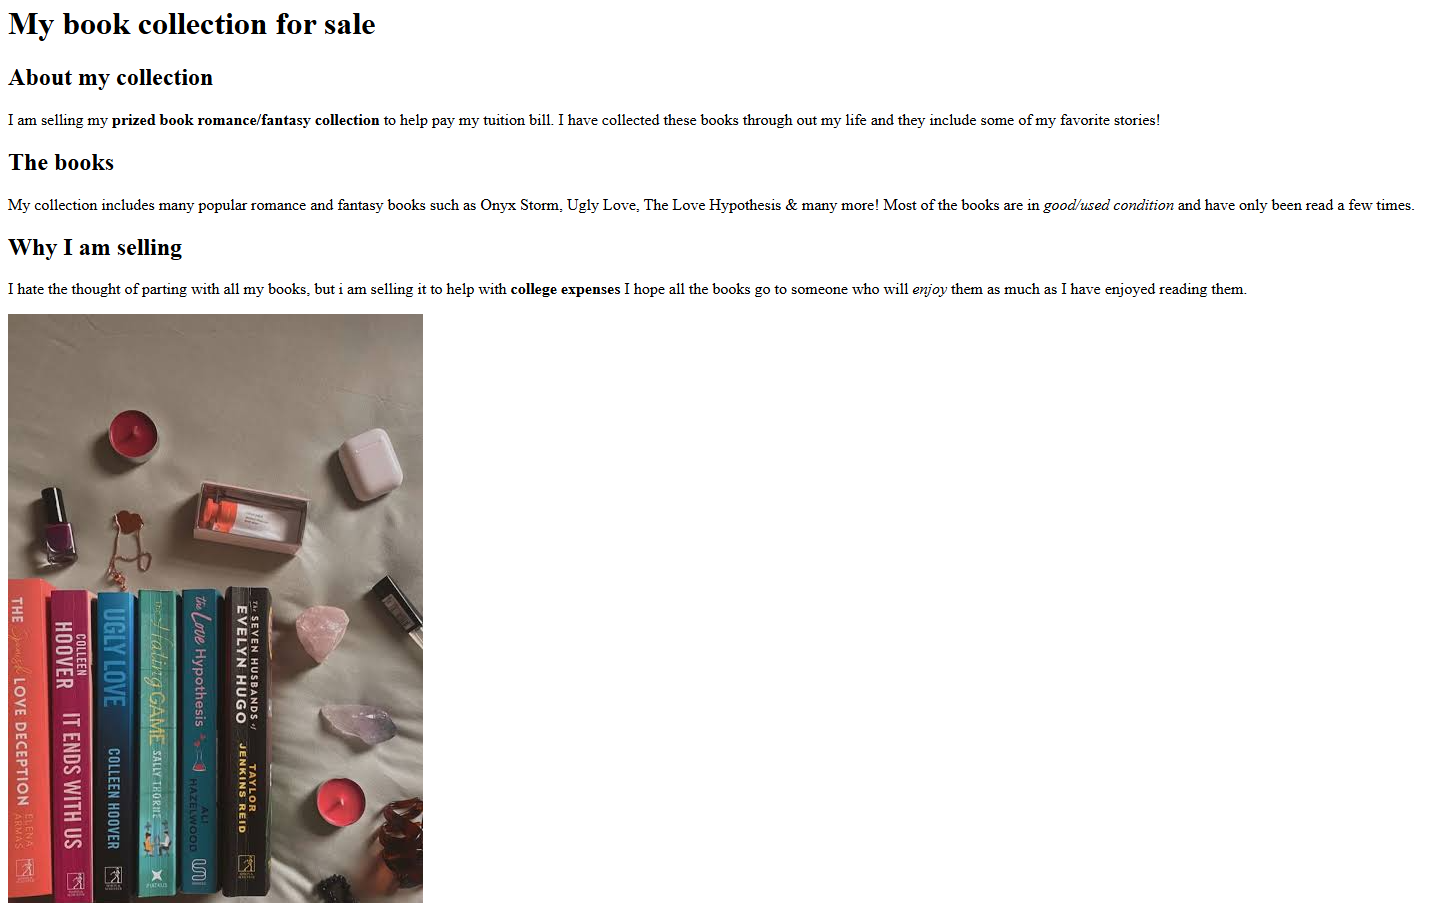 My book collection for sale
About my collection
I am selling my prized book romance/fantasy collection to help pay my tuition bill. I have collected these books through out my life and they include some of my favorite stories!
The books
My collection includes many popular romance and fantasy books such as Onyx Storm, Ugly Love, The Love Hypothesis & many more! Most of the books are in good/used condition and have only been read a few times.
Why I am selling
I hate the thought of parting with all my books, but i am selling it to help with college expenses I hope all the books go to someone who will enjoy them as much as I have enjoyed reading them.
THE Spanish LOVE DECEPTION ELENA ARMAS
COLLEEN HOOVER IT ENDS WITH US
UGLY LOVE COLLEEN HOOVER
The Hating GAME SALLY THORNE
PIATKUS
the Love Hypothesis ALI HAZELWOOD
The SEVEN HUSBANDS of EVELYN HUGO TAYLOR JENKINS REID